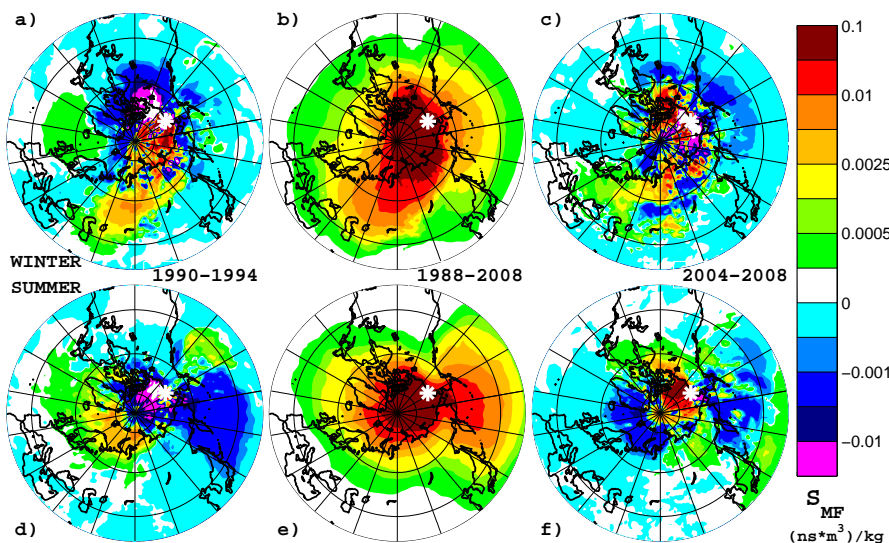 a)
b)
c)
0.1
0.01
0.0025
0.0005
0
-0.001
-0.01
WINTER
SUMMER
1990-1994
1988-2008
2004-2008
d)
e)
f)
S MF
(ns*m³)/kg